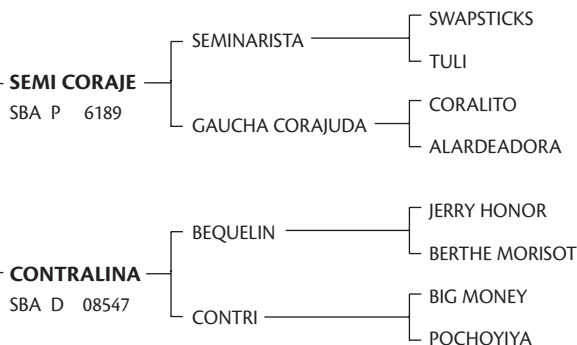 SWAPSTICKS
SEMINARISTA
TULI
SEMI CORAJE
SBA P 6189
CORALITO
GAUCHA CORAJUDA
ALARDEADORA
JERRY HONOR
BEQUELIN
BERTHE MORISOT
CONTRALINA
SBA D 08547
BIG MONEY
CONTRI
POCHOYIYA